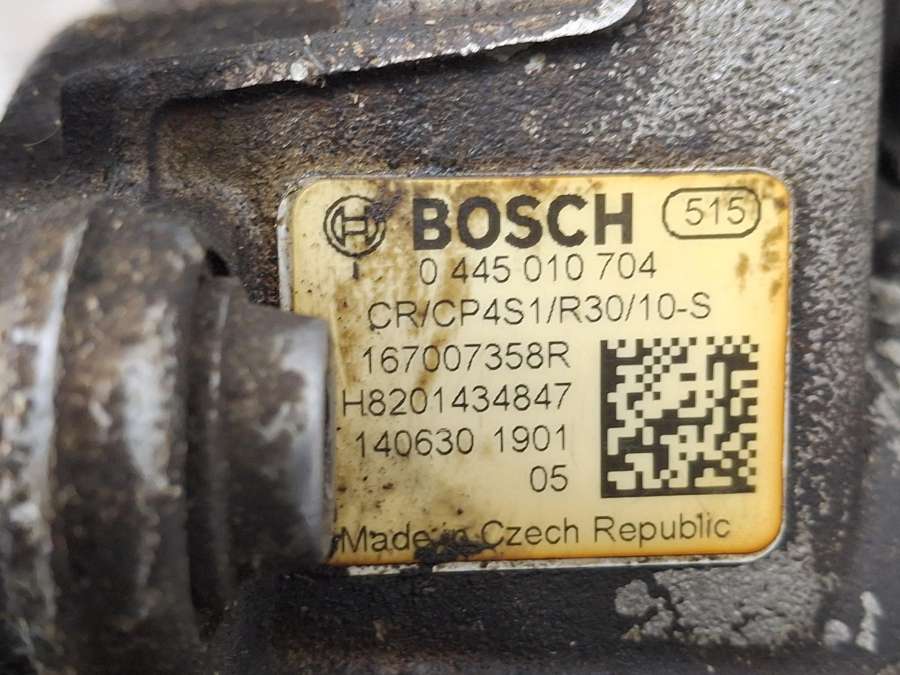 BOSCH 515
0 445 010 704
CR/CP4S1/R30/10-S
167007358R
H8201434847
140630 1901
05
Made in Czech Republic